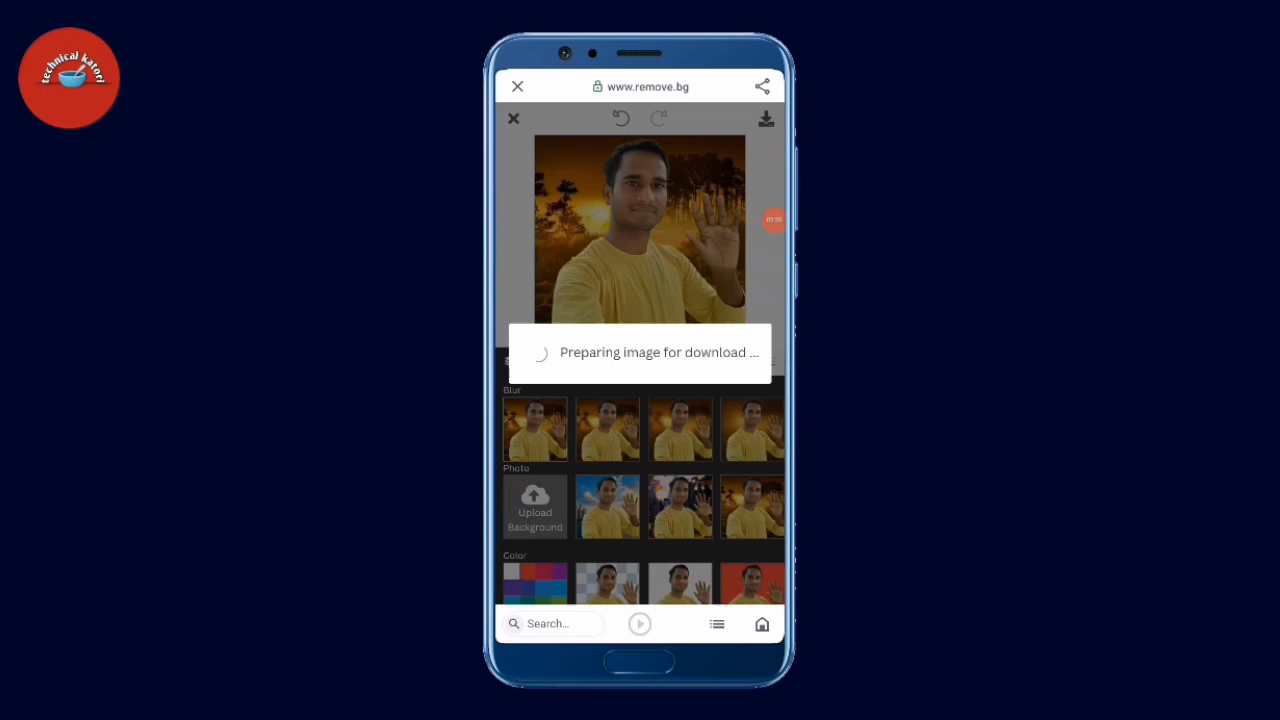 technical katori
www.remove.bg
Preparing image for download ...
Blur
Photo
Upload
Background
Color
Search...